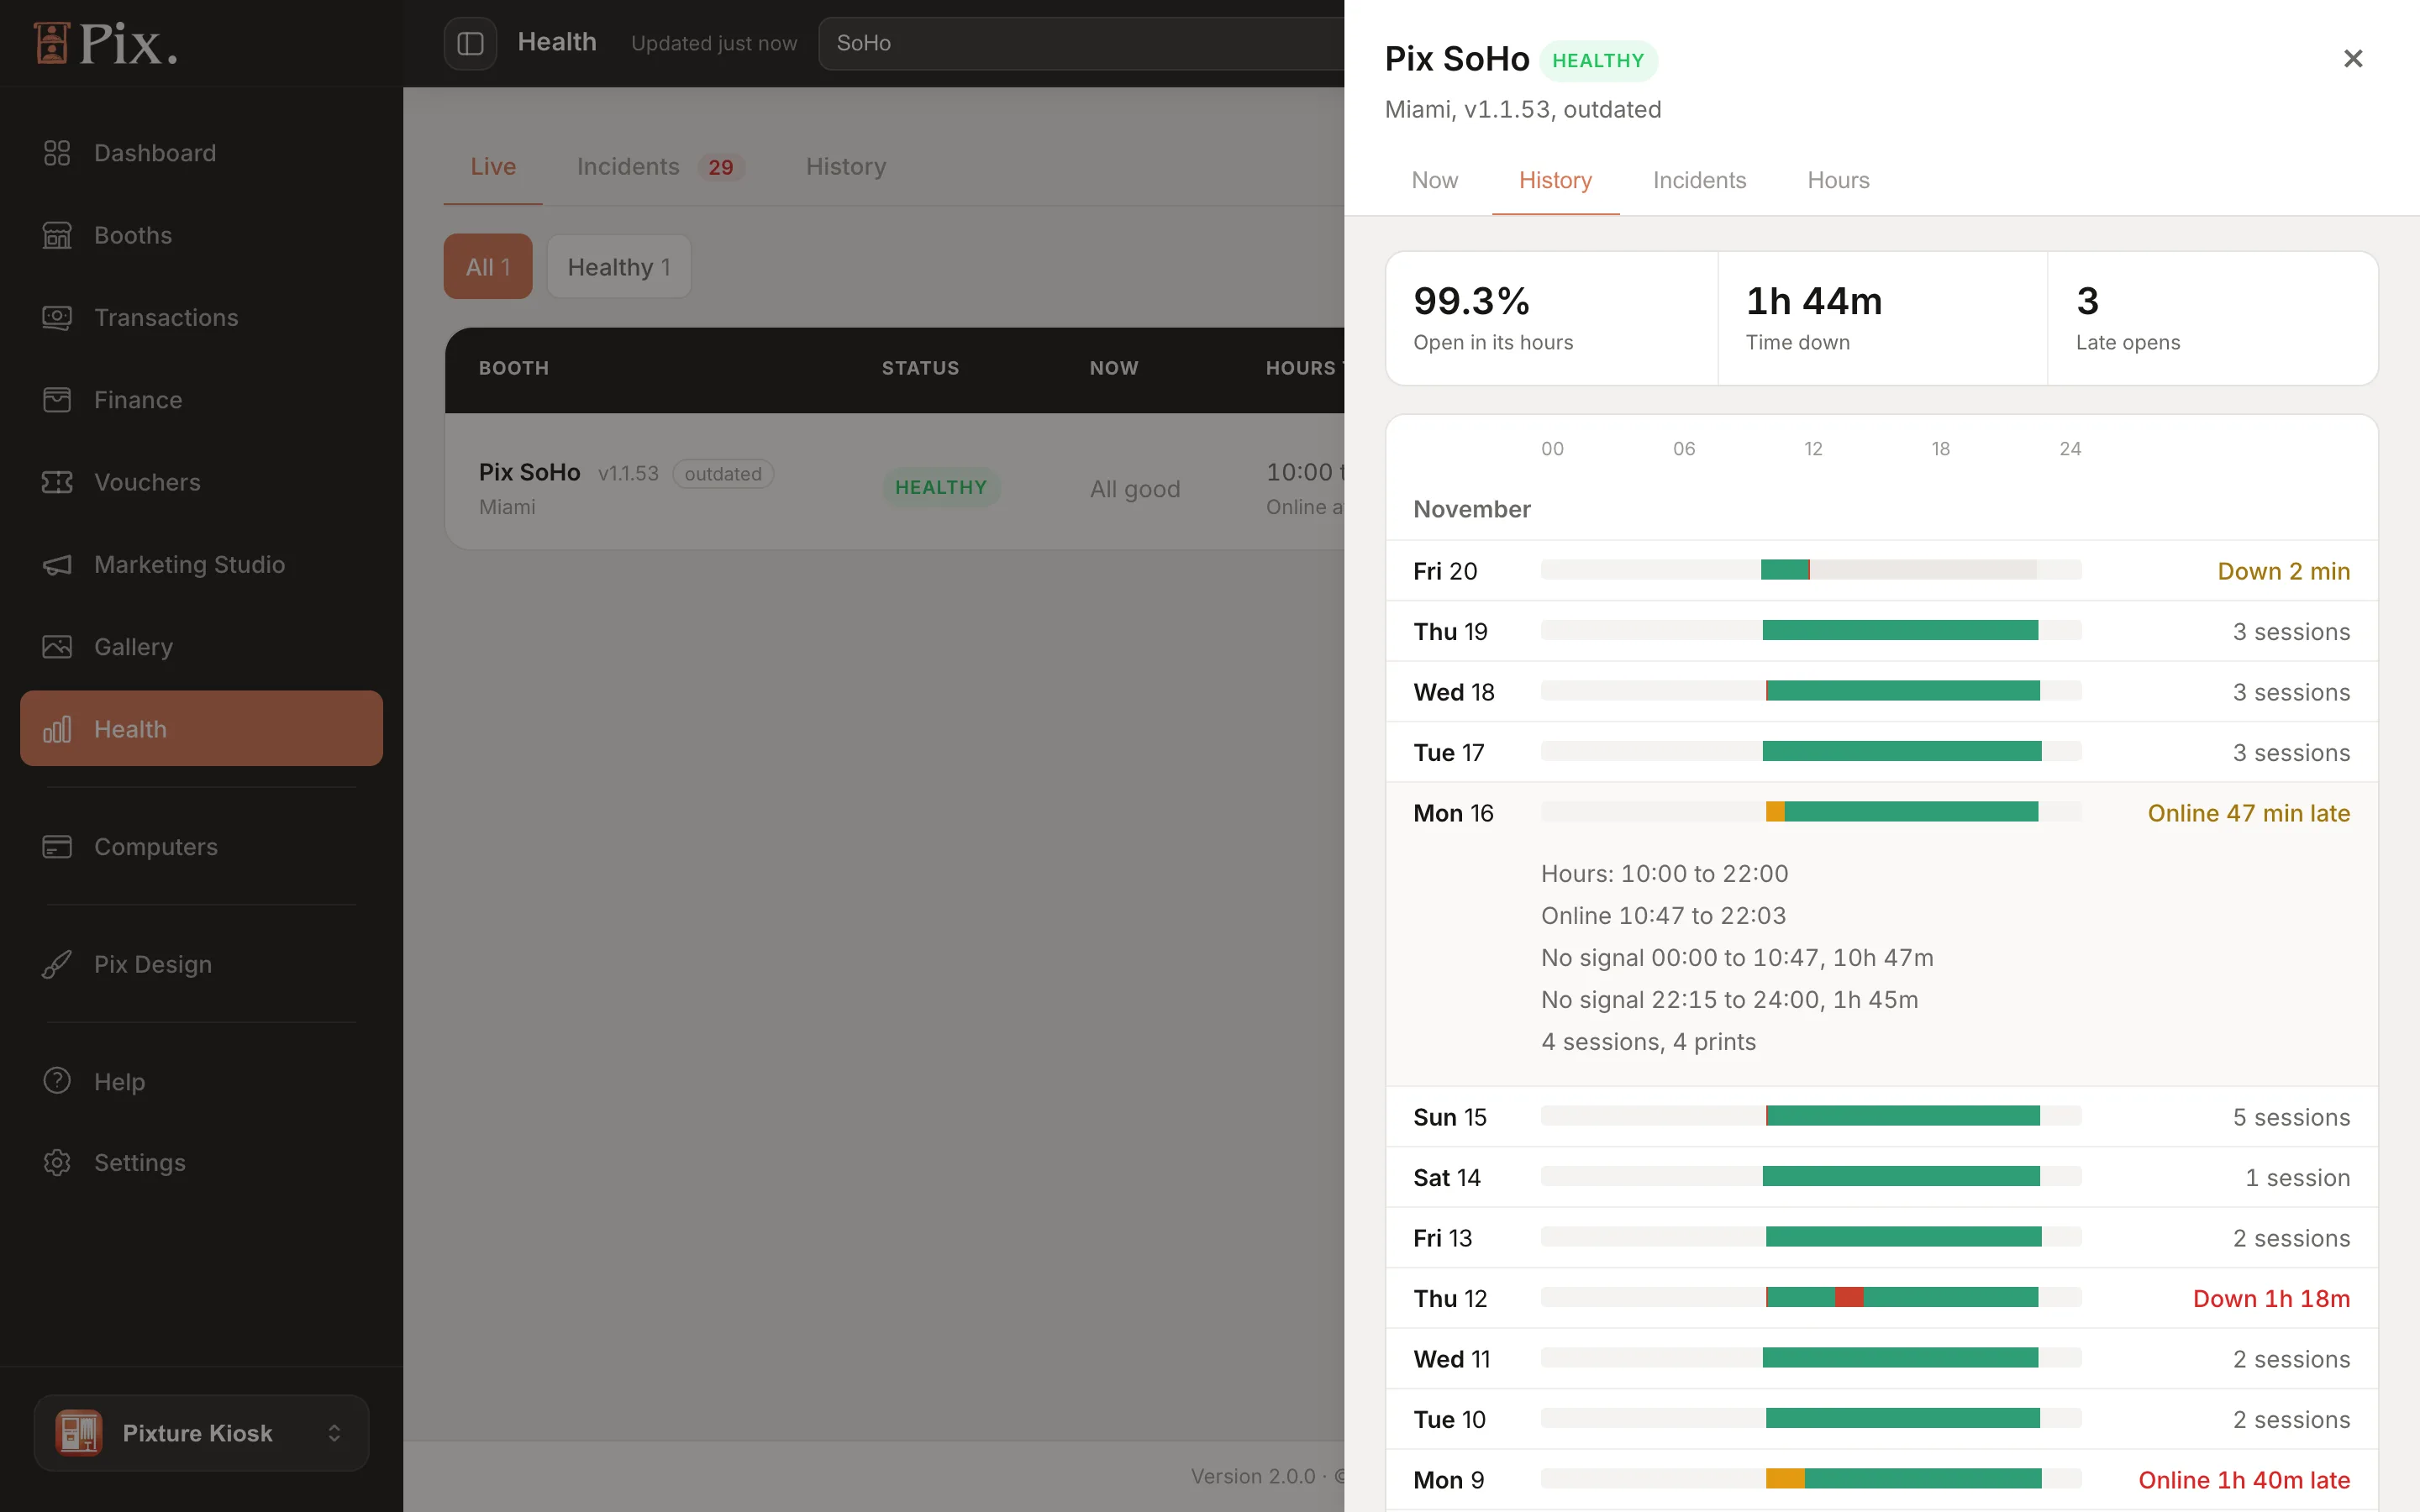 Pix.
Dashboard
Booths
Transactions
Finance
Vouchers
Marketing Studio
Gallery
Health
Computers
Pix Design
Help
Settings
Pixture Kiosk
Health
Updated just now
SoHo
Live
Incidents 29
History
All 1
Healthy 1
BOOTH STATUS NOW HOURS
Pix SoHo v1.1.53 outdated
Miami
HEALTHY
All good
10:00
Online
Version 2.0.0 ·
Pix SoHo HEALTHY
Miami, v1.1.53, outdated
Now History Incidents Hours
99.3%
Open in its hours
1h 44m
Time down
3
Late opens
00 06 12 18 24
November
Fri 20 Down 2 min
Thu 19 3 sessions
Wed 18 3 sessions
Tue 17 3 sessions
Mon 16 Online 47 min late
Hours: 10:00 to 22:00
Online 10:47 to 22:03
No signal 00:00 to 10:47, 10h 47m
No signal 22:15 to 24:00, 1h 45m
4 sessions, 4 prints
Sun 15 5 sessions
Sat 14 1 session
Fri 13 2 sessions
Thu 12 Down 1h 18m
Wed 11 2 sessions
Tue 10 2 sessions
Mon 9 Online 1h 40m late